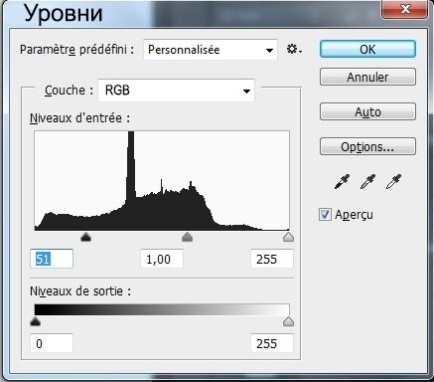 Уровни
Paramètre prédéfini : Personnalisée
OK
Annuler
Couche : RGB
Auto
Niveaux d'entrée :
Options...
Aperçu
51 1,00 255
Niveaux de sortie :
0 255